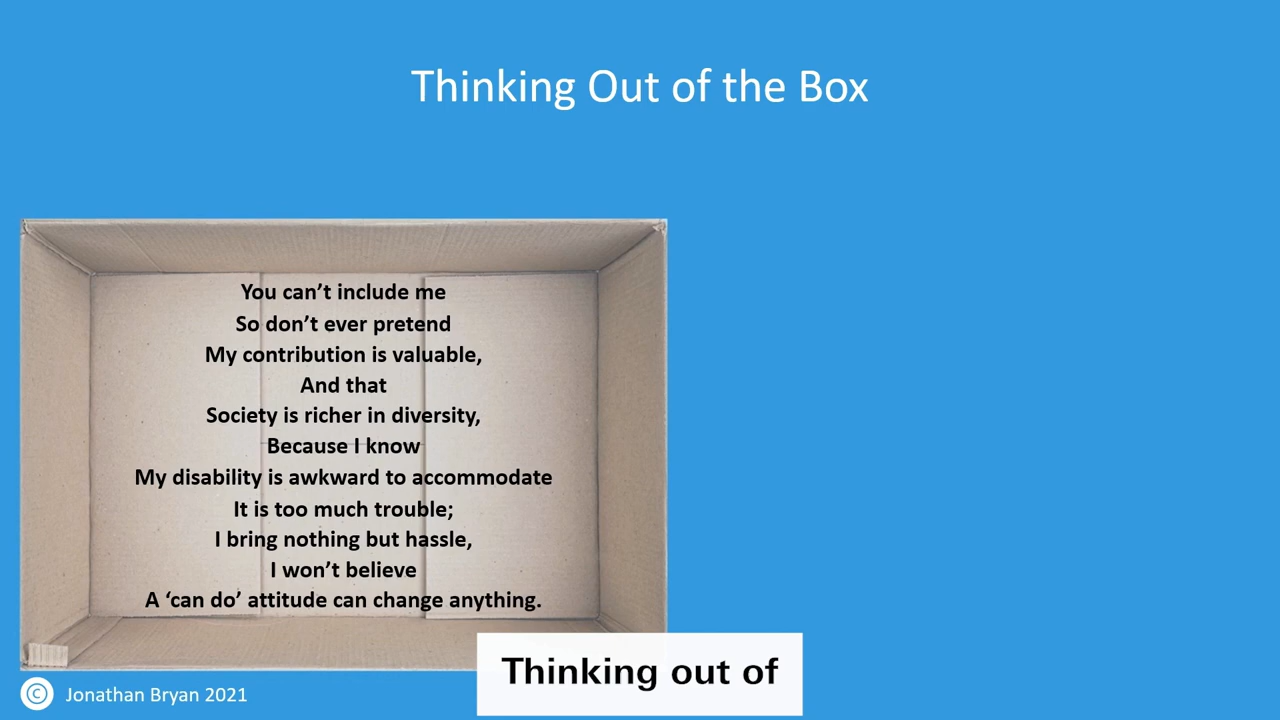 Thinking Out of the Box
You can’t include me
So don’t ever pretend
My contribution is valuable,
And that
Society is richer in diversity,
Because I know
My disability is awkward to accommodate
It is too much trouble;
I bring nothing but hassle,
I won’t believe
A ‘can do’ attitude can change anything.
Thinking out of
© Jonathan Bryan 2021